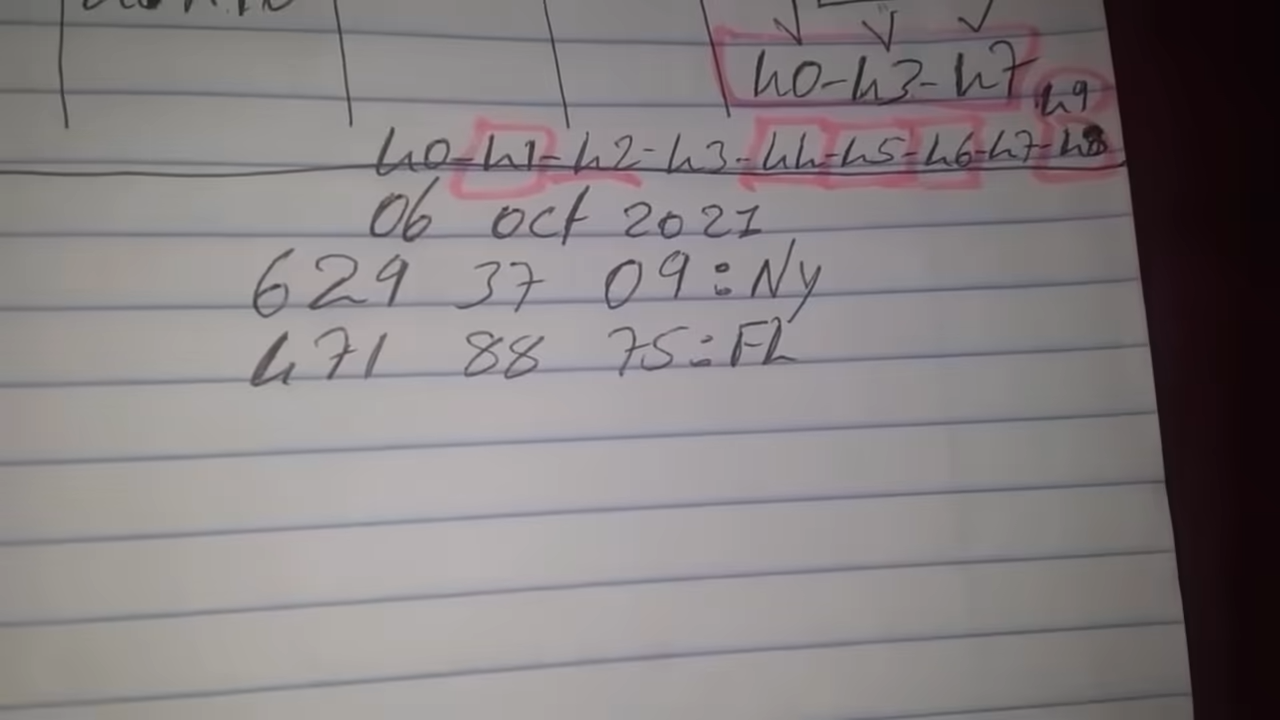 40-43-47
49
40-41-42-43-44-45-46-47-48
06 oct 2021
629 37 09 : Ny
471 88 75 : FL